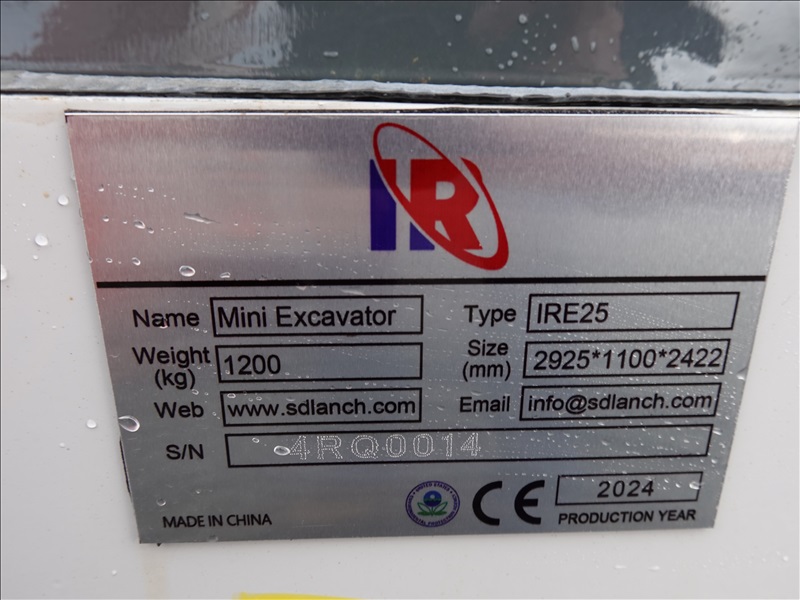 IR
Name Mini Excavator Type IRE25
Weight (kg) 1200 Size (mm) 2925*1100*2422
Web www.sdlanch.com Email info@sdlanch.com
S/N 4RQ0014
MADE IN CHINA CE 2024
PRODUCTION YEAR